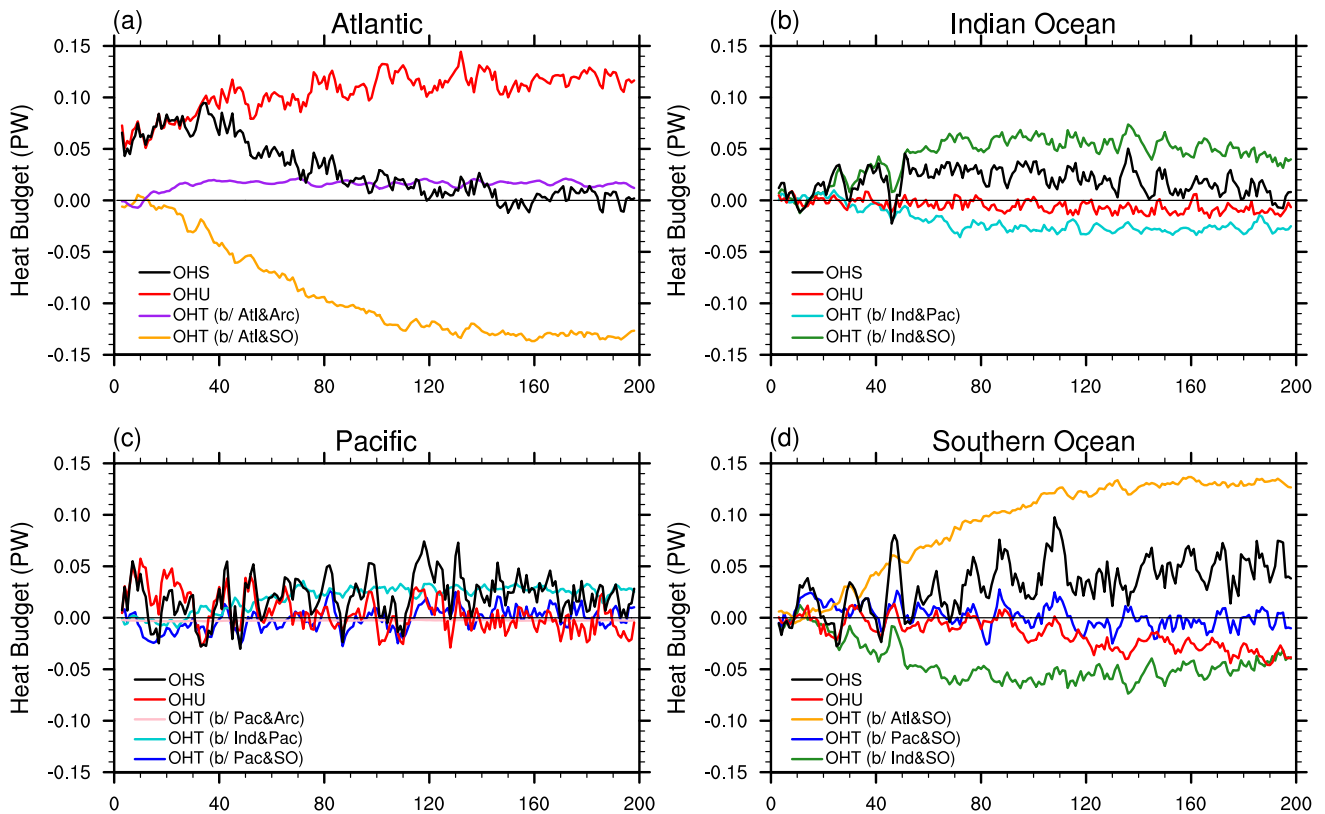 (a) Atlantic
Heat Budget (PW)
0.15
0.10
0.05
0.00
-0.05
-0.10
-0.15
OHS
OHU
OHT (b/ Atl&Arc)
OHT (b/ Atl&SO)
0 40 80 120 160 200
(b) Indian Ocean
Heat Budget (PW)
0.15
0.10
0.05
0.00
-0.05
-0.10
-0.15
OHS
OHU
OHT (b/ Ind&Pac)
OHT (b/ Ind&SO)
0 40 80 120 160 200
(c) Pacific
Heat Budget (PW)
0.15
0.10
0.05
0.00
-0.05
-0.10
-0.15
OHS
OHU
OHT (b/ Pac&Arc)
OHT (b/ Ind&Pac)
OHT (b/ Pac&SO)
0 40 80 120 160 200
(d) Southern Ocean
Heat Budget (PW)
0.15
0.10
0.05
0.00
-0.05
-0.10
-0.15
OHS
OHU
OHT (b/ Atl&SO)
OHT (b/ Pac&SO)
OHT (b/ Ind&SO)
0 40 80 120 160 200